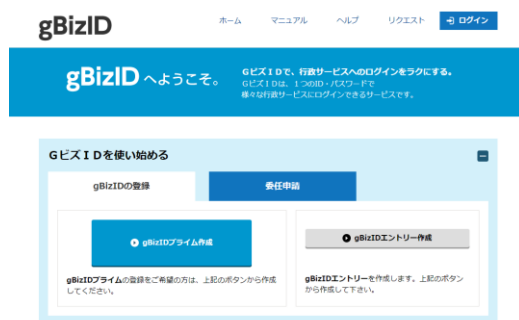 gBizID
ホーム マニュアル ヘルプ リクエスト ログイン
gBizID へようこそ。
GビズIDで、行政サービスへのログインをラクにする。
GビズIDは、1つのID・パスワードで
様々な行政サービスにログインできるサービスです。
GビズIDを使い始める
gBizIDの登録 委任申請
gBizIDプライム作成
gBizIDプライムの登録をご希望の方は、上記のボタンから作成
してください。
gBizIDエントリー作成
gBizIDエントリーを作成します。上記のボタン
から作成して下さい。